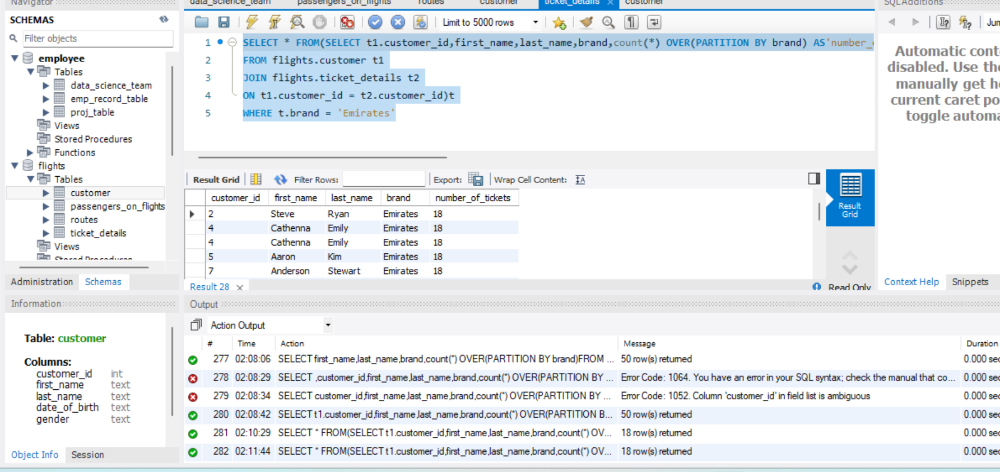 Navigator
SCHEMAS
Filter objects
employee
Tables
data_science_team
emp_record_table
proj_table
Views
Stored Procedures
Functions
flights
Tables
customer
passengers_on_flights
routes
ticket_details
Views
Stored Procedures
Administration Schemas
Information
Table: customer
Columns:
customer_id int
first_name text
last_name text
date_of_birth text
gender text
Object Info Session
data_science_team passengers_on_flights routes customer ticket_details customer
Limit to 5000 rows
1 SELECT * FROM(SELECT t1.customer_id,first_name,last_name,brand,count(*) OVER(PARTITION BY brand) AS'number_
2 FROM flights.customer t1
3 JOIN flights.ticket_details t2
4 ON t1.customer_id = t2.customer_id)t
5 WHERE t.brand = 'Emirates'
Result Grid Filter Rows: Export: Wrap Cell Content: IA
customer_id first_name last_name brand number_of_tickets
2 Steve Ryan Emirates 18
4 Cathenna Emily Emirates 18
4 Cathenna Emily Emirates 18
5 Aaron Kim Emirates 18
7 Anderson Stewart Emirates 18
Result 28
Result
Grid
Read Only
Output
Action Output
# Time Action Message Duration
277 02:08:06 SELECT first_name,last_name,brand,count(*) OVER(PARTITION BY brand)FROM ... 50 row(s) returned 0.000 sec
278 02:08:29 SELECT ,customer_id,first_name,last_name,brand,count(*) OVER(PARTITION BY ... Error Code: 1064. You have an error in your SQL syntax; check the manual that co... 0.000 sec
279 02:08:34 SELECT customer_id,first_name,last_name,brand,count(*) OVER(PARTITION BY ... Error Code: 1052. Column 'customer_id' in field list is ambiguous 0.000 sec
280 02:08:42 SELECT t1.customer_id,first_name,last_name,brand,count(*) OVER(PARTITION B... 50 row(s) returned 0.000 sec
281 02:10:29 SELECT * FROM(SELECT t1.customer_id,first_name,last_name,brand,count(*) OV... 18 row(s) returned 0.000 sec
282 02:11:44 SELECT * FROM(SELECT t1.customer_id,first_name,last_name,brand,count(*) OV... 18 row(s) returned 0.000 sec
SQLAdditions
Jum
Automatic cont
disabled. Use the
manually get h
current caret po
toggle automa
Context Help Snippets